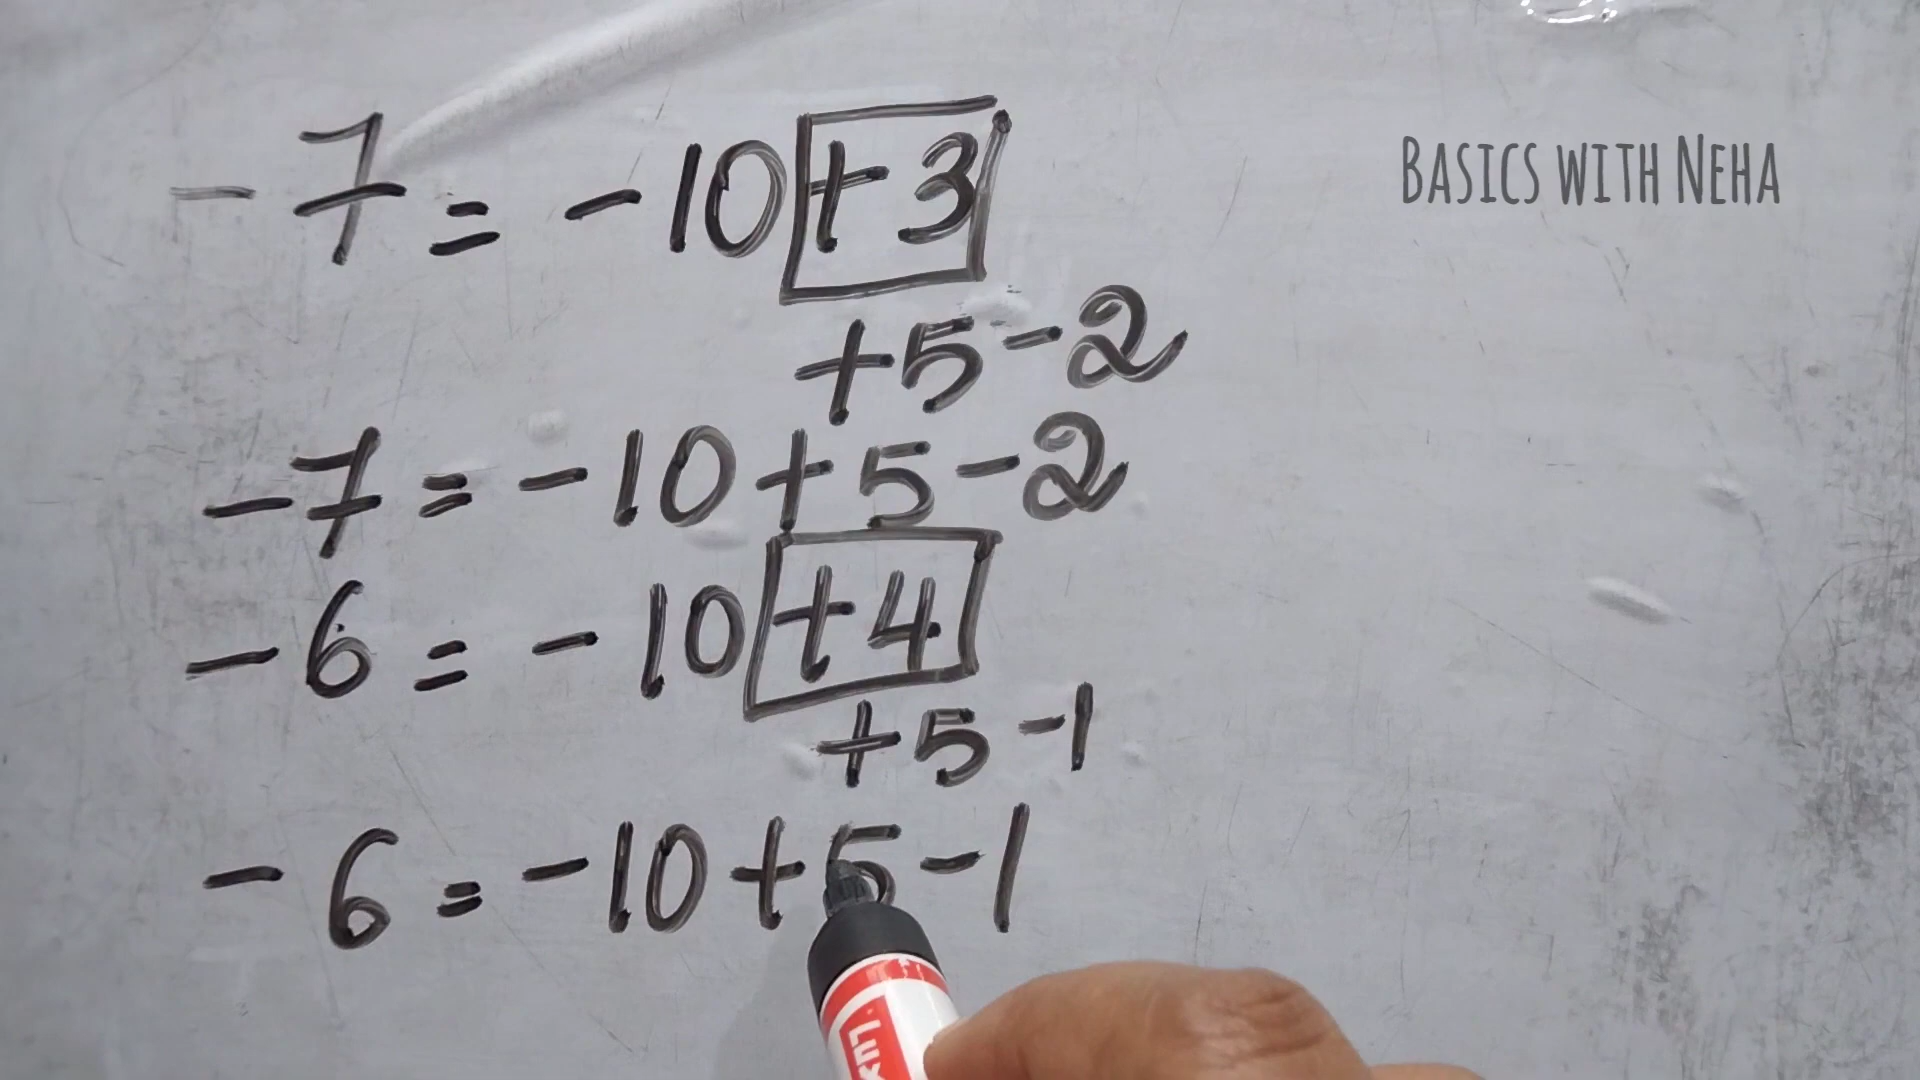 -7 = -10 +3
BASICS WITH NEHA
+5-2
-7 = -10+5-2
-6 = -10 +4
+5-1
-6 = -10+5-1